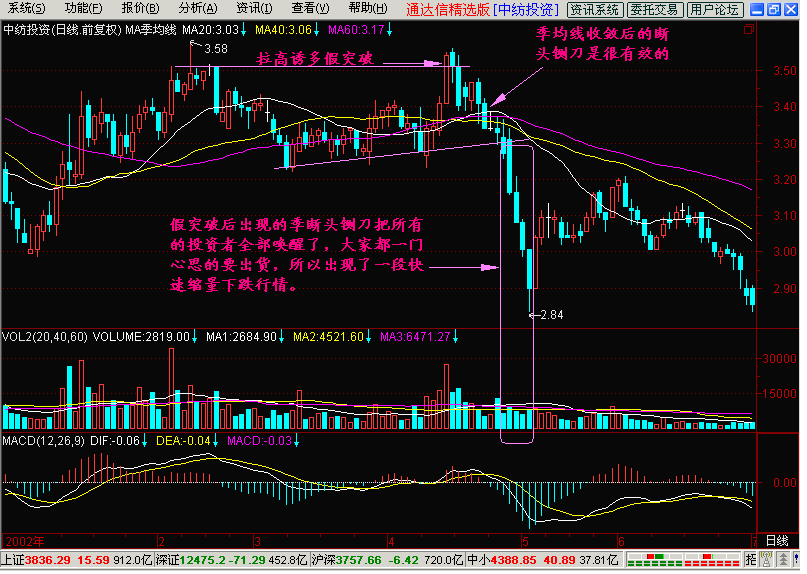 系统(S) 功能(F) 报价(B) 分析(A) 资讯(I) 查看(V) 帮助(H) 通达信精选版[中纺投资] 资讯系统 委托交易 用户论坛
中纺投资(日线.前复权) MA季均线 MA20:3.03↓ MA40:3.06↓ MA60:3.17↓
季均线收敛后的断
头铡刀是很有效的
←3.58
拉高诱多假突破
3.50
3.40
3.30
3.20
3.10
3.00
2.90
假突破后出现的季断头铡刀把所有
的投资者全部唤醒了，大家都一门
心思的要出货，所以出现了一段快
速缩量下跌行情。
←2.84
VOL2(20,40,60) VOLUME:2819.00↓ MA1:2684.90↓ MA2:4521.60↓ MA3:6471.27↓
30000
15000
MACD(12,26,9) DIF:-0.06↓ DEA:-0.04↓ MACD:-0.03↓
0.00
2002年 2 3 4 5 6 7 日线
上证3836.29 15.59 912.0亿 深证12475.2 -71.29 452.8亿 沪深3757.66 -6.42 720.0亿 中小4388.85 40.89 37.81亿 招